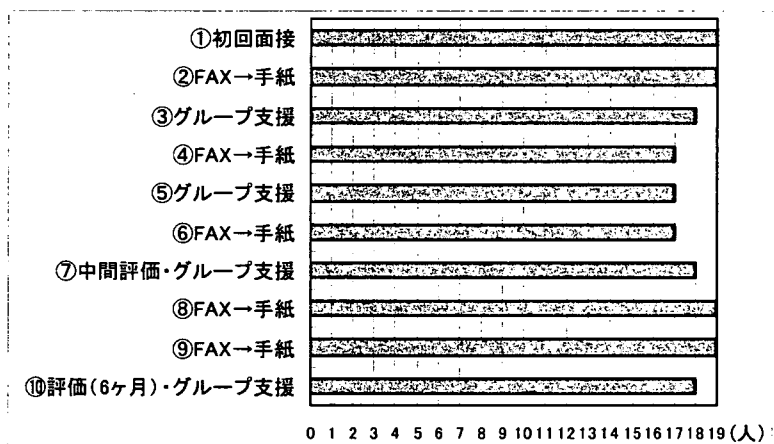 ①初回面接
②FAX→手紙
③グループ支援
④FAX→手紙
⑤グループ支援
⑥FAX→手紙
⑦中間評価・グループ支援
⑧FAX→手紙
⑨FAX→手紙
⑩評価(6ヶ月)・グループ支援
0 1 2 3 4 5 6 7 8 9 10 11 12 13 14 15 16 17 18 19 (人)